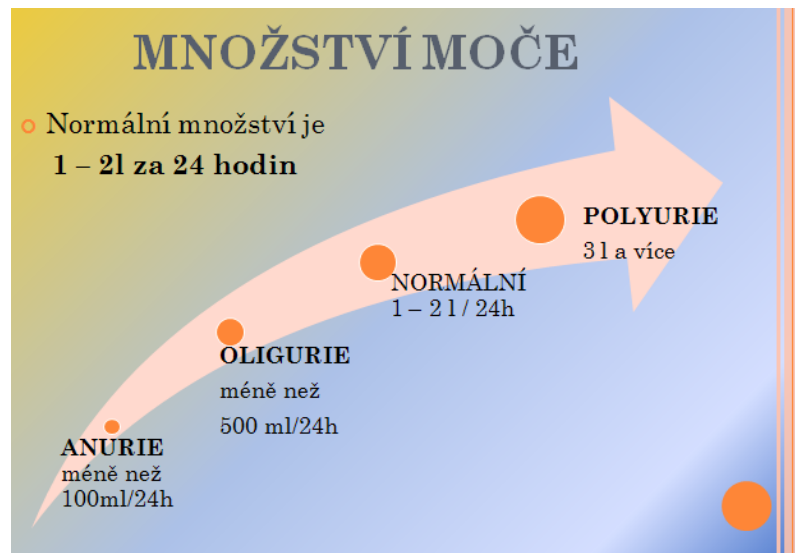 MNOŽSTVÍ MOČE
Normální množství je
1 – 2l za 24 hodin
POLYURIE
3 l a více
NORMÁLNÍ
1 – 2 l / 24h
OLIGURIE
méně než
500 ml/24h
ANURIE
méně než
100ml/24h